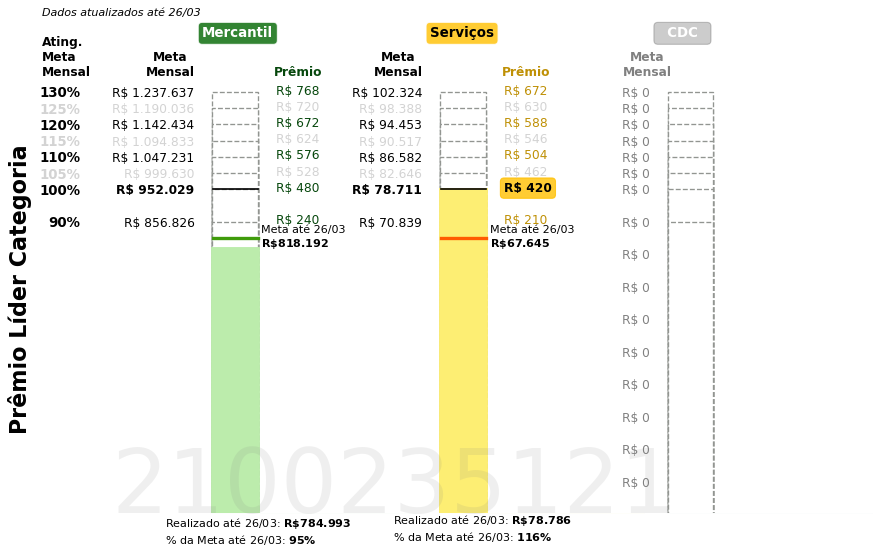 Dados atualizados até 26/03
Mercantil
Serviços
CDC
Ating. Meta Mensal
Meta Mensal
Prêmio
Meta Mensal
Prêmio
Meta Mensal
130% R$ 1.237.637 R$ 768 R$ 102.324 R$ 672 R$ 0
125% R$ 1.190.036 R$ 720 R$ 98.388 R$ 630 R$ 0
120% R$ 1.142.434 R$ 672 R$ 94.453 R$ 588 R$ 0
115% R$ 1.094.833 R$ 624 R$ 90.517 R$ 546 R$ 0
110% R$ 1.047.231 R$ 576 R$ 86.582 R$ 504 R$ 0
105% R$ 999.630 R$ 528 R$ 82.646 R$ 462 R$ 0
100% R$ 952.029 R$ 480 R$ 78.711 R$ 420 R$ 0
90% R$ 856.826 R$ 240 R$ 70.839 R$ 210 R$ 0
Meta até 26/03
R$818.192
Meta até 26/03
R$67.645
R$ 0
R$ 0
R$ 0
R$ 0
R$ 0
R$ 0
R$ 0
R$ 0
Prêmio Líder Categoria
2100235121
Realizado até 26/03: R$784.993
% da Meta até 26/03: 95%
Realizado até 26/03: R$78.786
% da Meta até 26/03: 116%